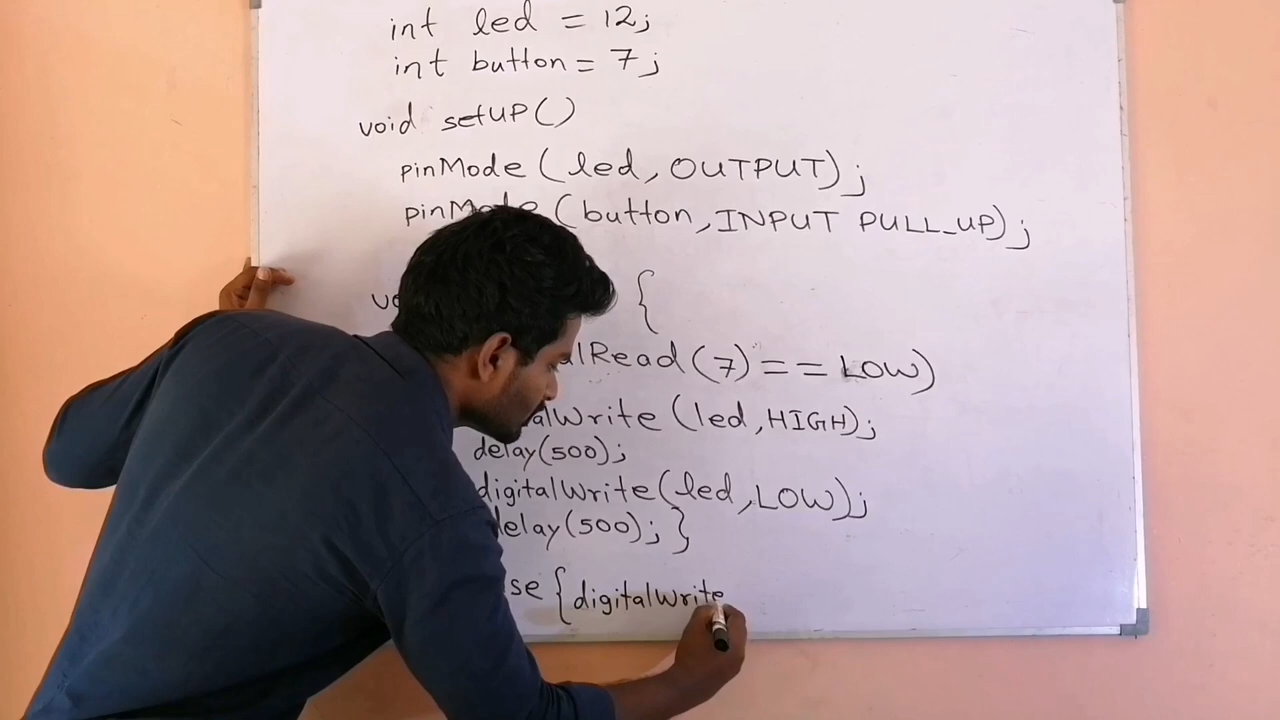 int led = 12;
int button = 7;
void setUP()
pinMode (led, OUTPUT);
(button, INPUT PULL_UP);
{
alRead (7) == LOW)
alWrite (led, HIGH);
delay(500);
digitalWrite (led, LOW);
delay(500); }
se { digitalWrite